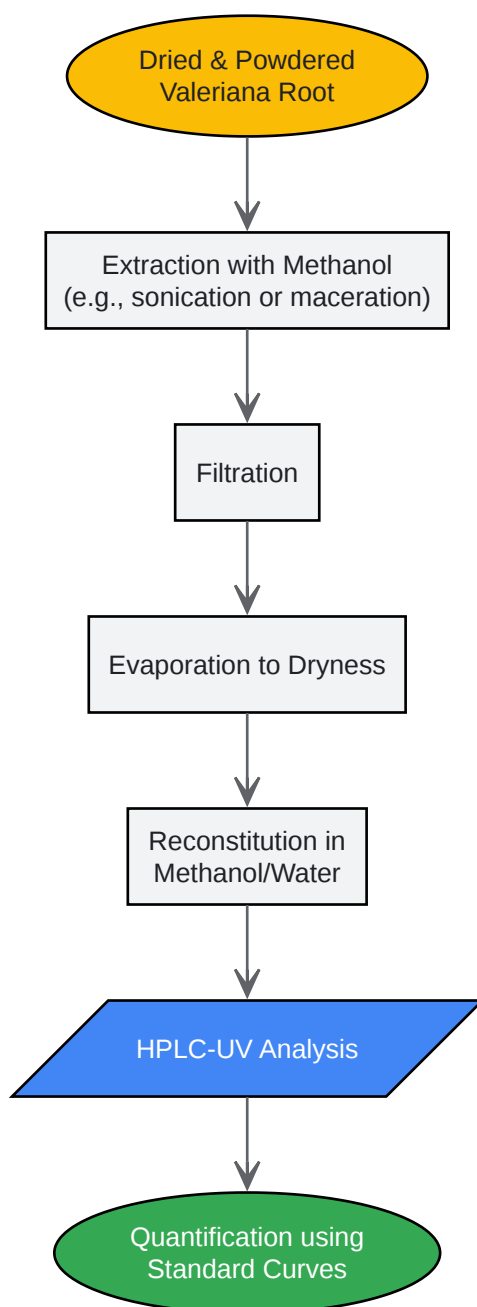 Dried & Powdered
Valeriana Root
Extraction with Methanol
(e.g., sonication or maceration)
Filtration
Evaporation to Dryness
Reconstitution in
Methanol/Water
HPLC-UV Analysis
Quantification using
Standard Curves